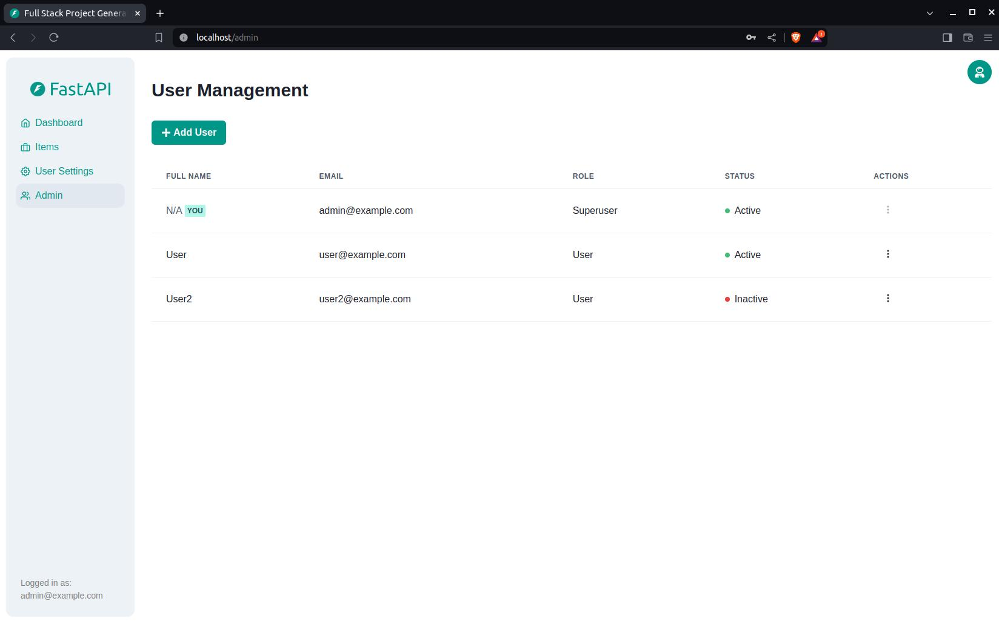 Full Stack Project Genera
localhost/admin
1
FastAPI
Dashboard
Items
User Settings
Admin
User Management
Add User
FULL NAME EMAIL ROLE STATUS ACTIONS
N/A YOU admin@example.com Superuser Active
User user@example.com User Active
User2 user2@example.com User Inactive
Logged in as:
admin@example.com